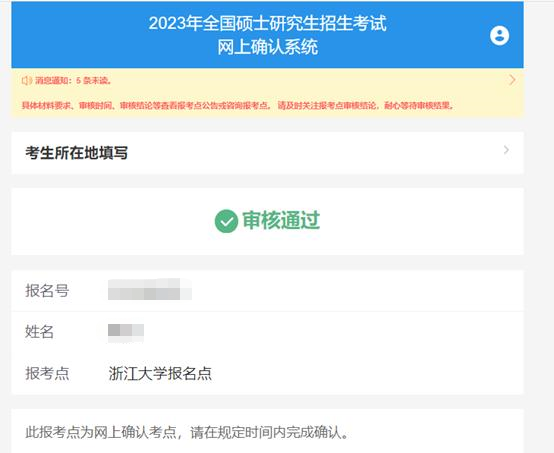 2023年全国硕士研究生招生考试
网上确认系统
消息通知：5 条未读。
具体材料要求、审核时间、审核结论等查看报考点公告或咨询报考点。 请及时关注报考点审核结论，耐心等待审核结果。
考生所在地填写
审核通过
报名号
姓名
报考点 浙江大学报名点
此报考点为网上确认考点，请在规定时间内完成确认。